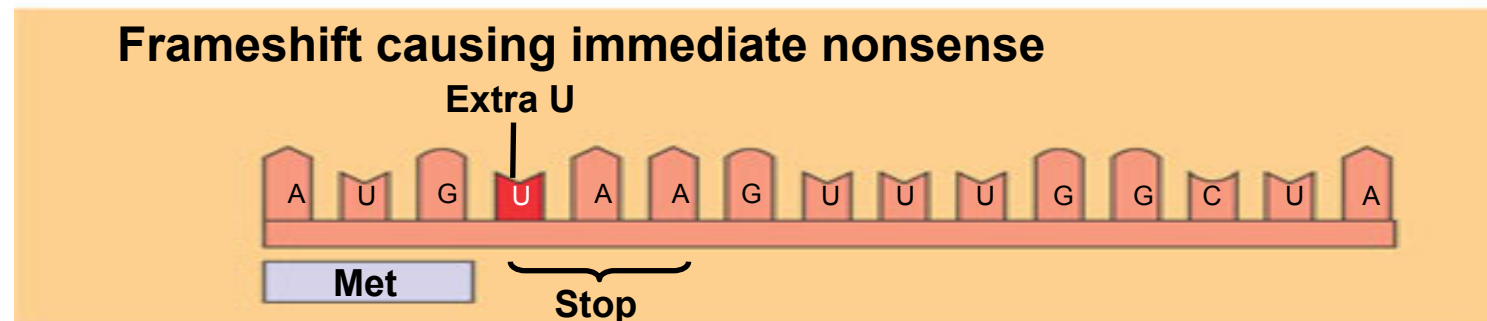 Frameshift causing immediate nonsense
Extra U
A U G U A A G U U U G G C U A
Met
Stop